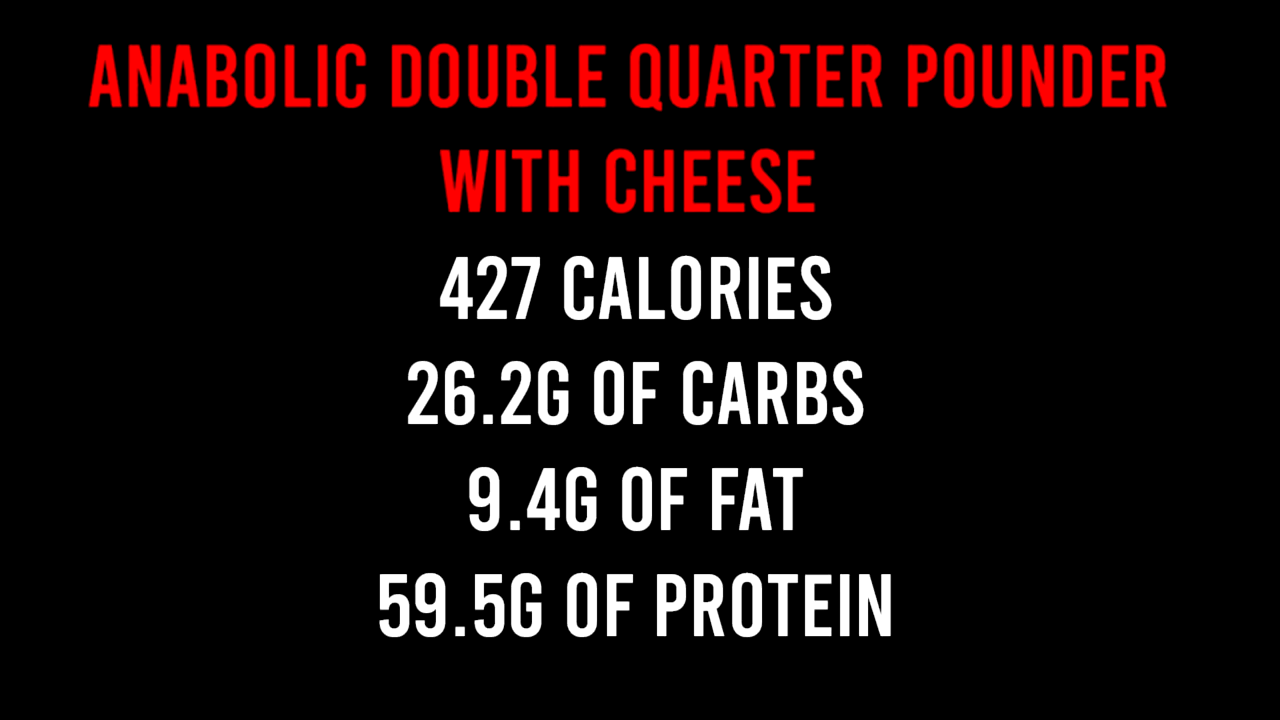 ANABOLIC DOUBLE QUARTER POUNDER
WITH CHEESE
427 CALORIES
26.2G OF CARBS
9.4G OF FAT
59.5G OF PROTEIN